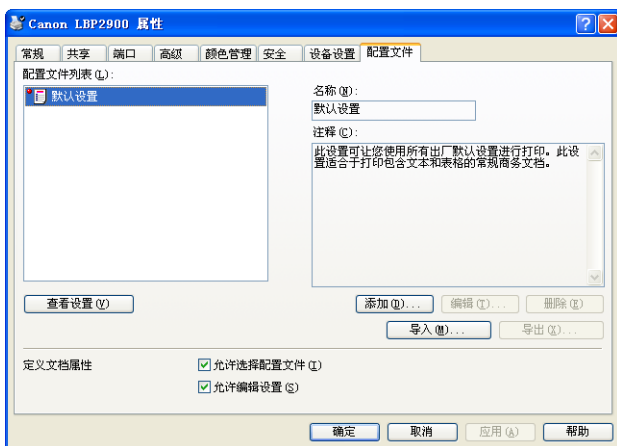 Canon LBP2900 属性
常规 共享 端口 高级 颜色管理 安全 设备设置 配置文件
配置文件列表(L):
默认设置
名称(N):
默认设置
注释(C):
此设置可让您使用所有出厂默认设置进行打印。此设
置适合于打印包含文本和表格的常规商务文档。
查看设置(V)
添加(D)... 编辑(T)... 删除(E)
导入(M)... 导出(X)...
定义文档属性
允许选择配置文件(I)
允许编辑设置(S)
确定 取消 应用(A) 帮助